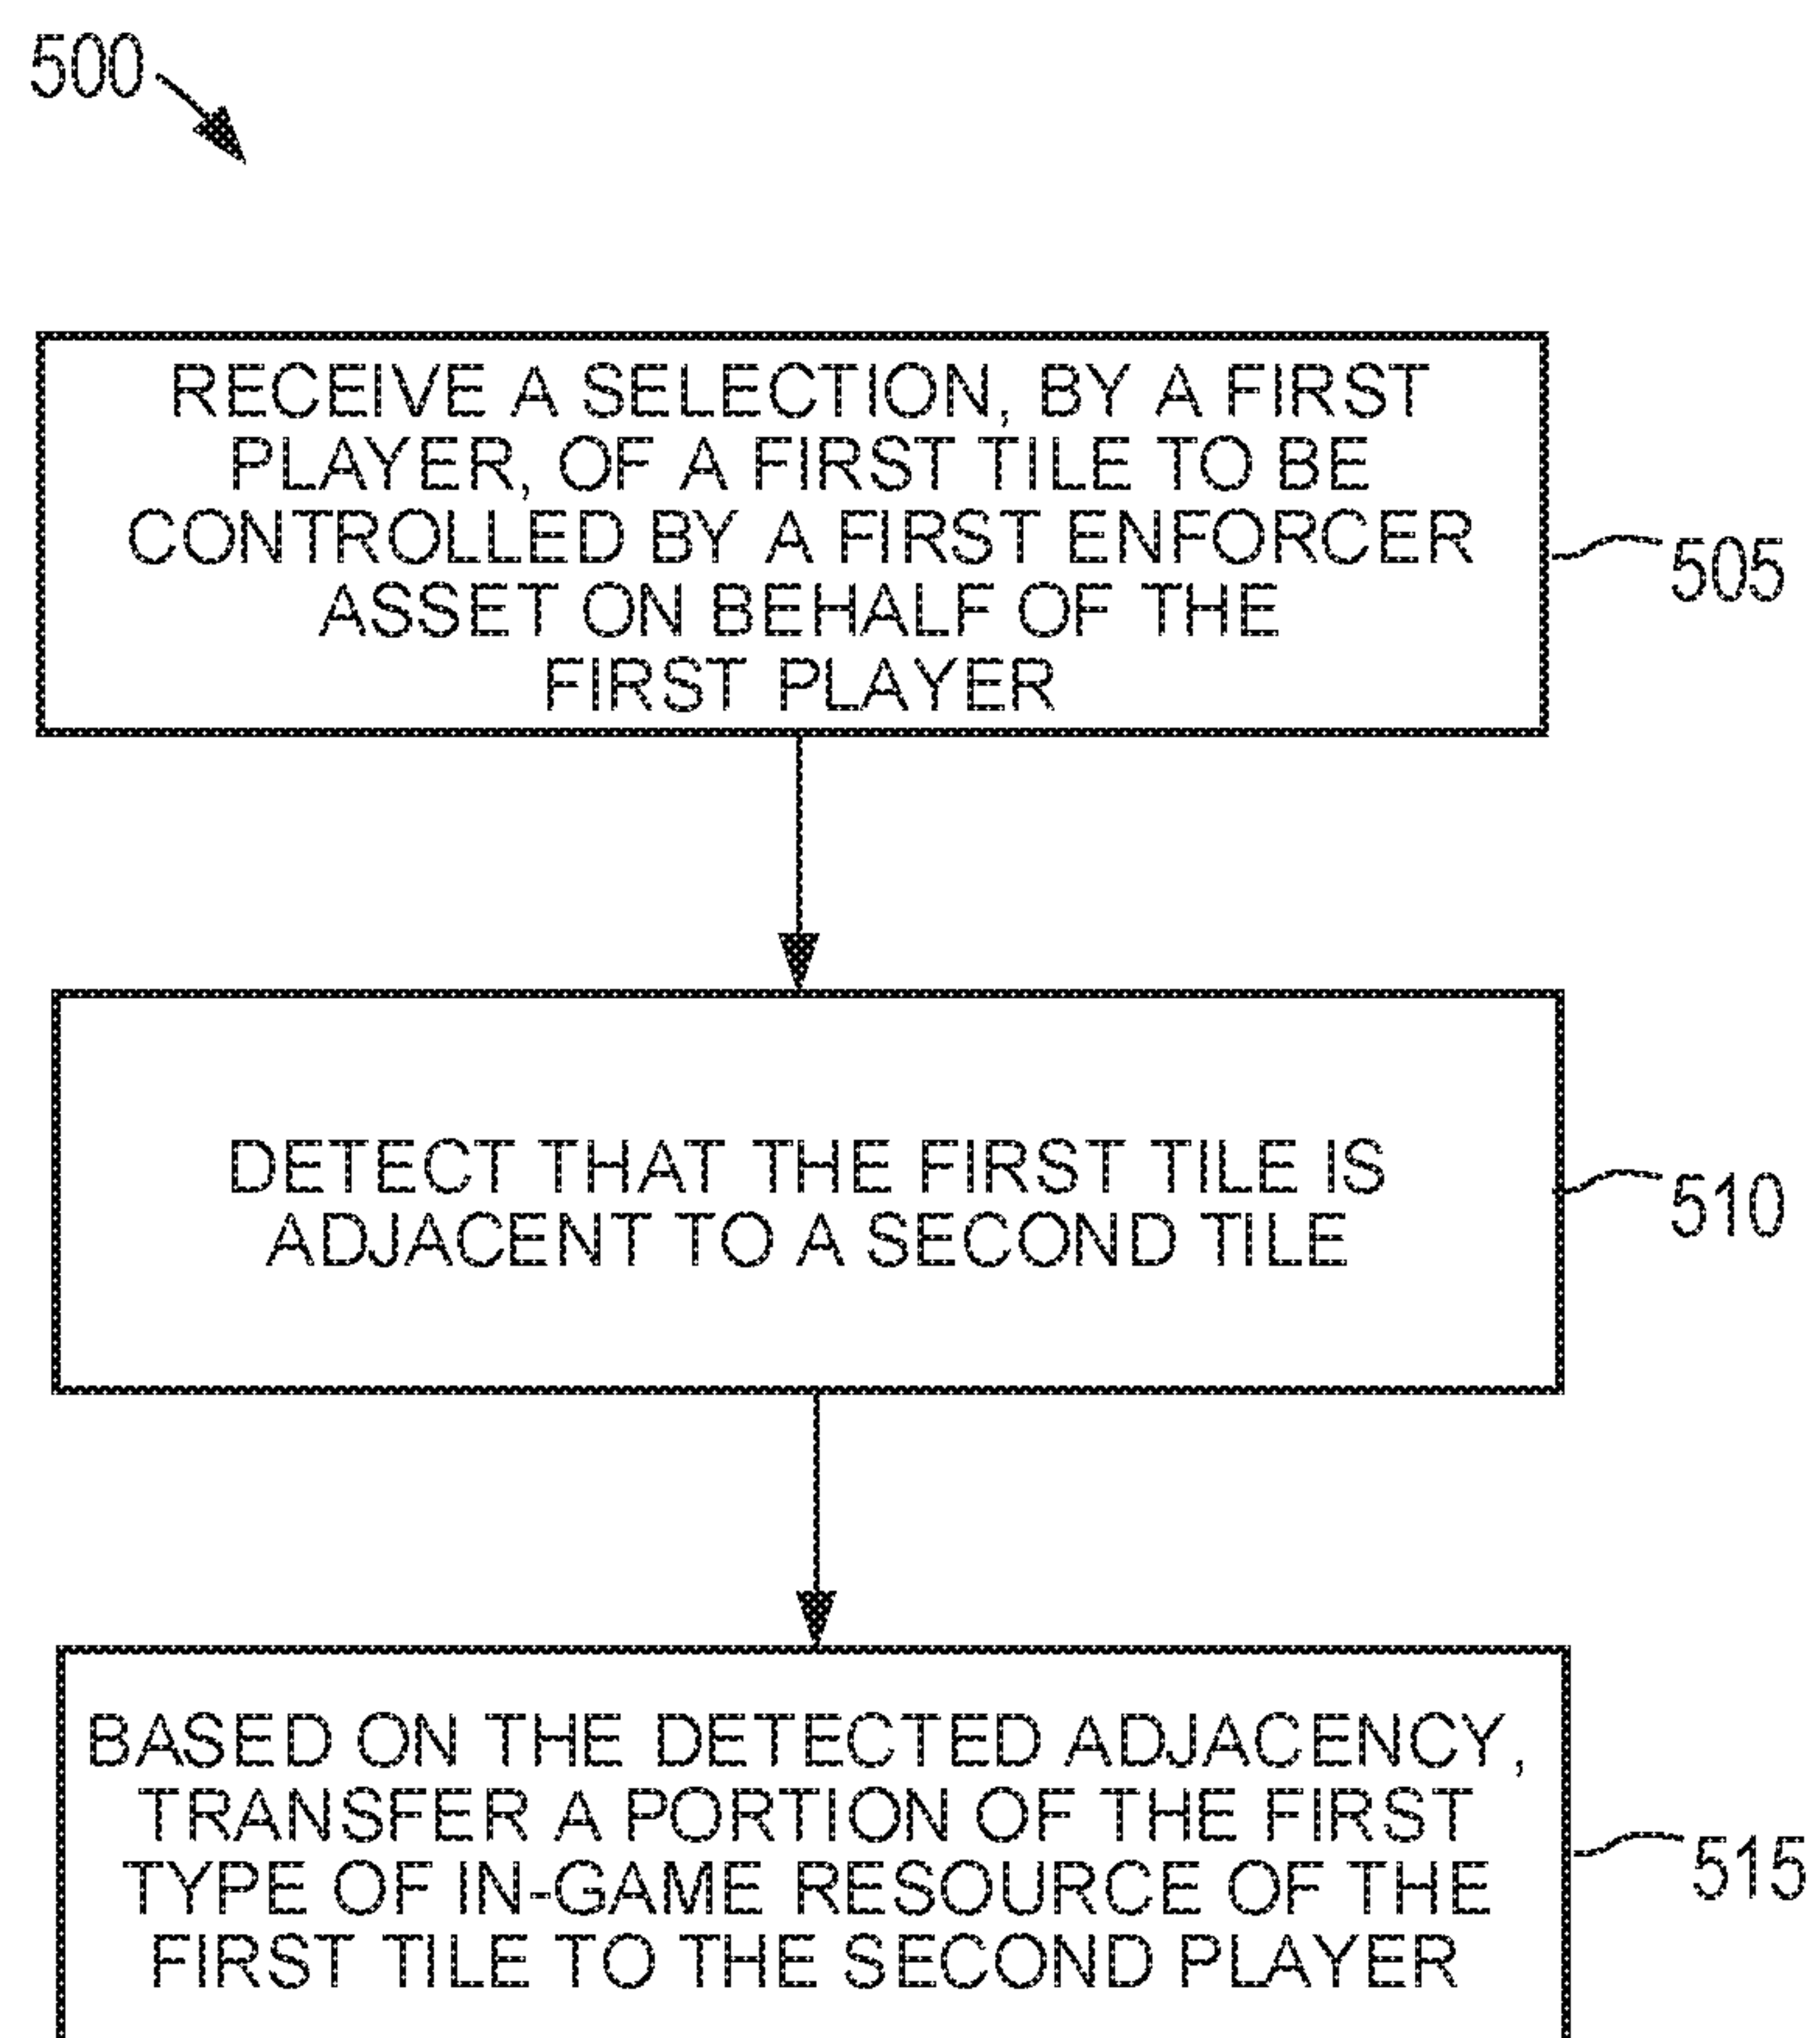 500
RECEIVE A SELECTION, BY A FIRST
PLAYER, OF A FIRST TILE TO BE
CONTROLLED BY A FIRST ENFORCER
ASSET ON BEHALF OF THE
FIRST PLAYER
505
DETECT THAT THE FIRST TILE IS
ADJACENT TO A SECOND TILE
510
BASED ON THE DETECTED ADJACENCY,
TRANSFER A PORTION OF THE FIRST
TYPE OF IN-GAME RESOURCE OF THE
FIRST TILE TO THE SECOND PLAYER
515